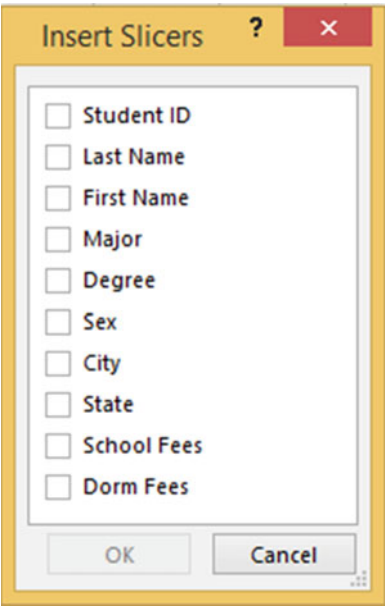 Insert Slicers ? ×
Student ID
Last Name
First Name
Major
Degree
Sex
City
State
School Fees
Dorm Fees
OK Cancel